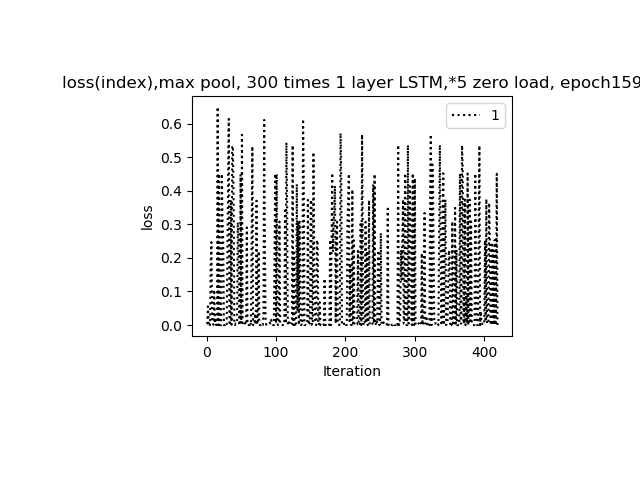 loss(index),max pool, 300 times 1 layer LSTM,*5 zero load, epoch159
1
0.6
0.5
0.4
0.3
0.2
0.1
0.0
loss
0 100 200 300 400
Iteration